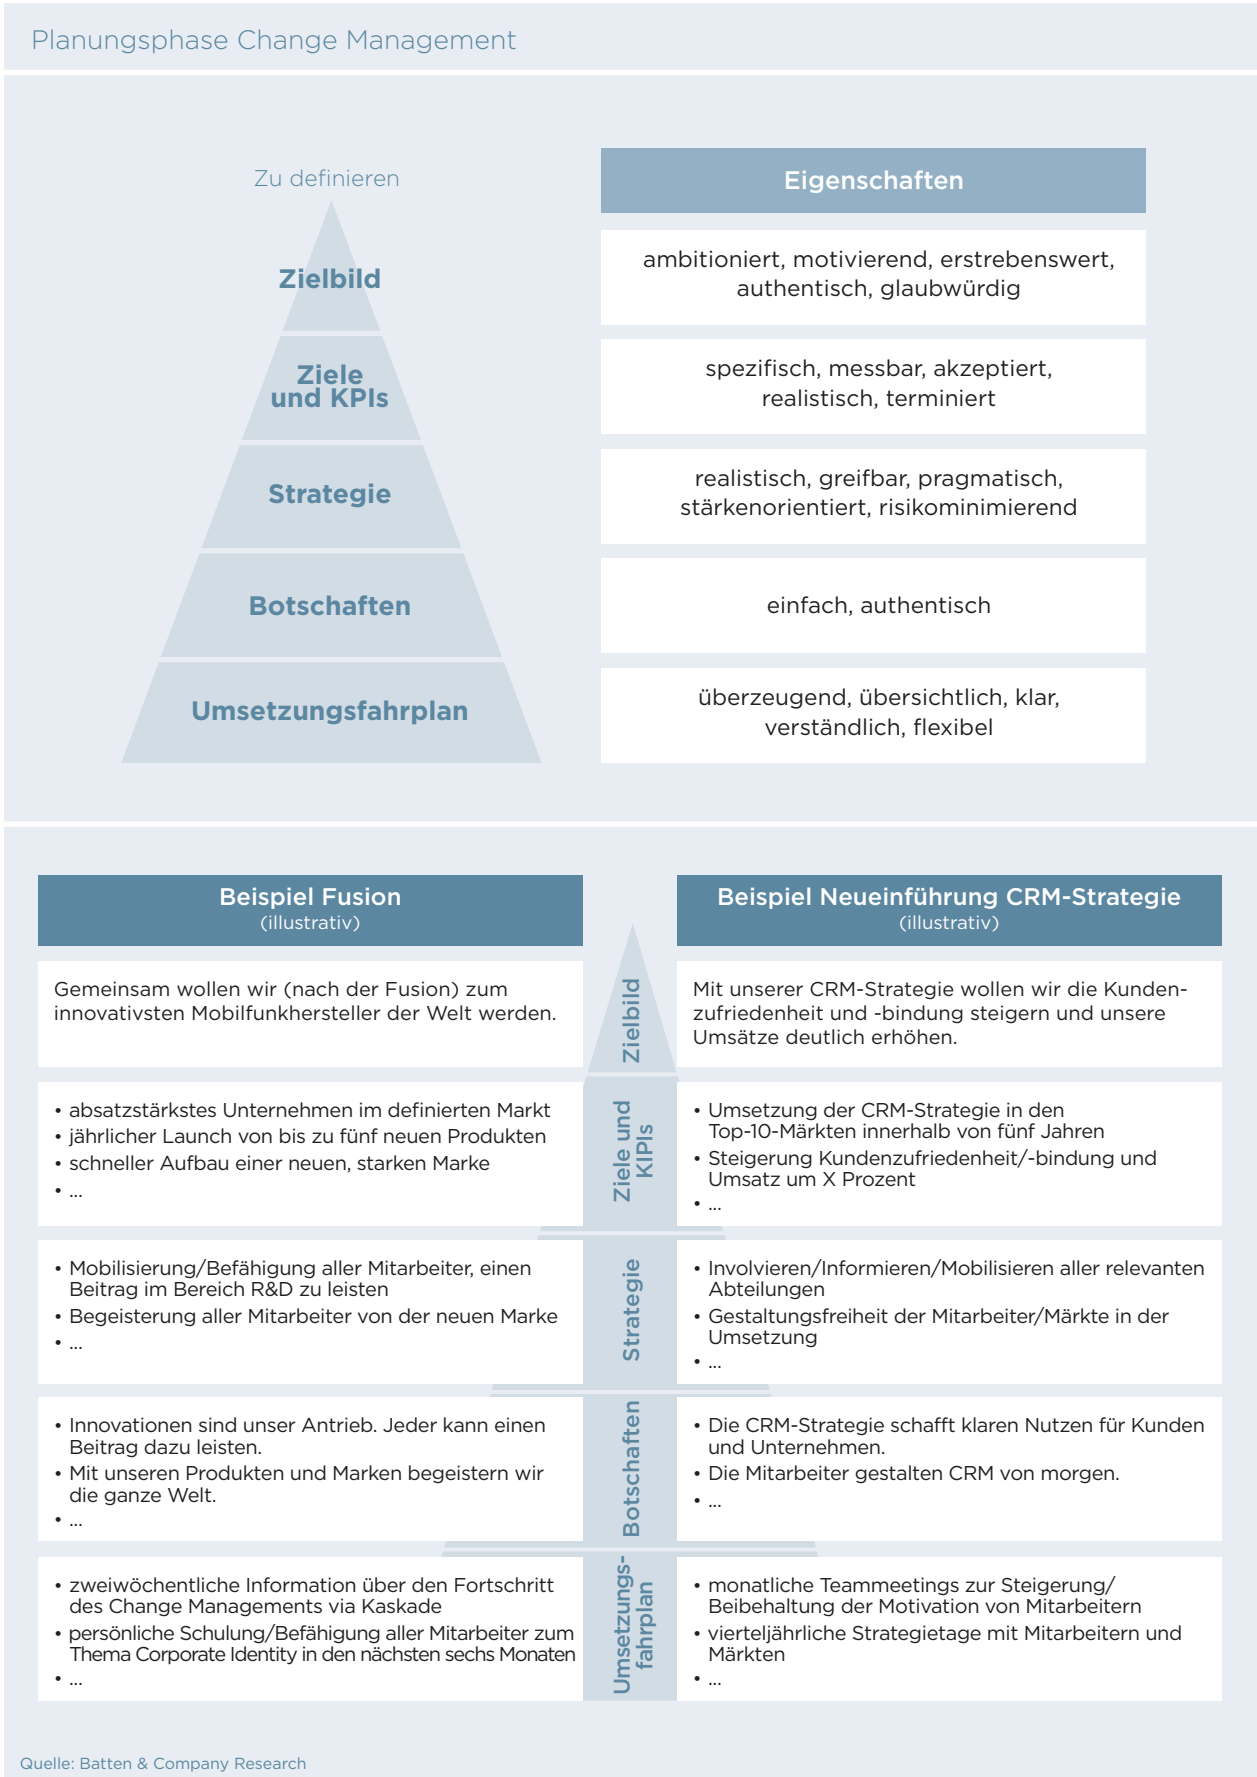 Planungsphase Change Management
Zu definieren
Eigenschaften
Zielbild
ambitioniert, motivierend, erstrebenswert,
authentisch, glaubwürdig
Ziele
und KPIs
spezifisch, messbar, akzeptiert,
realistisch, terminiert
Strategie
realistisch, greifbar, pragmatisch,
stärkenorientiert, risikominimierend
Botschaften
einfach, authentisch
Umsetzungsfahrplan
überzeugend, übersichtlich, klar,
verständlich, flexibel
Beispiel Fusion
(illustrativ)
Beispiel Neueinführung CRM-Strategie
(illustrativ)
Gemeinsam wollen wir (nach der Fusion) zum
innovativsten Mobilfunkhersteller der Welt werden.
Zielbild
Mit unserer CRM-Strategie wollen wir die Kunden-
zufriedenheit und -bindung steigern und unsere
Umsätze deutlich erhöhen.
• absatzstärkstes Unternehmen im definierten Markt
• jährlicher Launch von bis zu fünf neuen Produkten
• schneller Aufbau einer neuen, starken Marke
• ...
Ziele und
KIPIs
• Umsetzung der CRM-Strategie in den
Top-10-Märkten innerhalb von fünf Jahren
• Steigerung Kundenzufriedenheit/-bindung und
Umsatz um X Prozent
• ...
• Mobilisierung/Befähigung aller Mitarbeiter, einen
Beitrag im Bereich R&D zu leisten
• Begeisterung aller Mitarbeiter von der neuen Marke
• ...
Strategie
• Involvieren/Informieren/Mobilisieren aller relevanten
Abteilungen
• Gestaltungsfreiheit der Mitarbeiter/Märkte in der
Umsetzung
• ...
• Innovationen sind unser Antrieb. Jeder kann einen
Beitrag dazu leisten.
• Mit unseren Produkten und Marken begeistern wir
die ganze Welt.
• ...
Botschaften
• Die CRM-Strategie schafft klaren Nutzen für Kunden
und Unternehmen.
• Die Mitarbeiter gestalten CRM von morgen.
• ...
• zweiwöchentliche Information über den Fortschritt
des Change Managements via Kaskade
• persönliche Schulung/Befähigung aller Mitarbeiter zum
Thema Corporate Identity in den nächsten sechs Monaten
• ...
Umsetzungs-
fahrplan
• monatliche Teammeetings zur Steigerung/
Beibehaltung der Motivation von Mitarbeitern
• vierteljährliche Strategietage mit Mitarbeitern und
Märkten
• ...
Quelle: Batten & Company Research